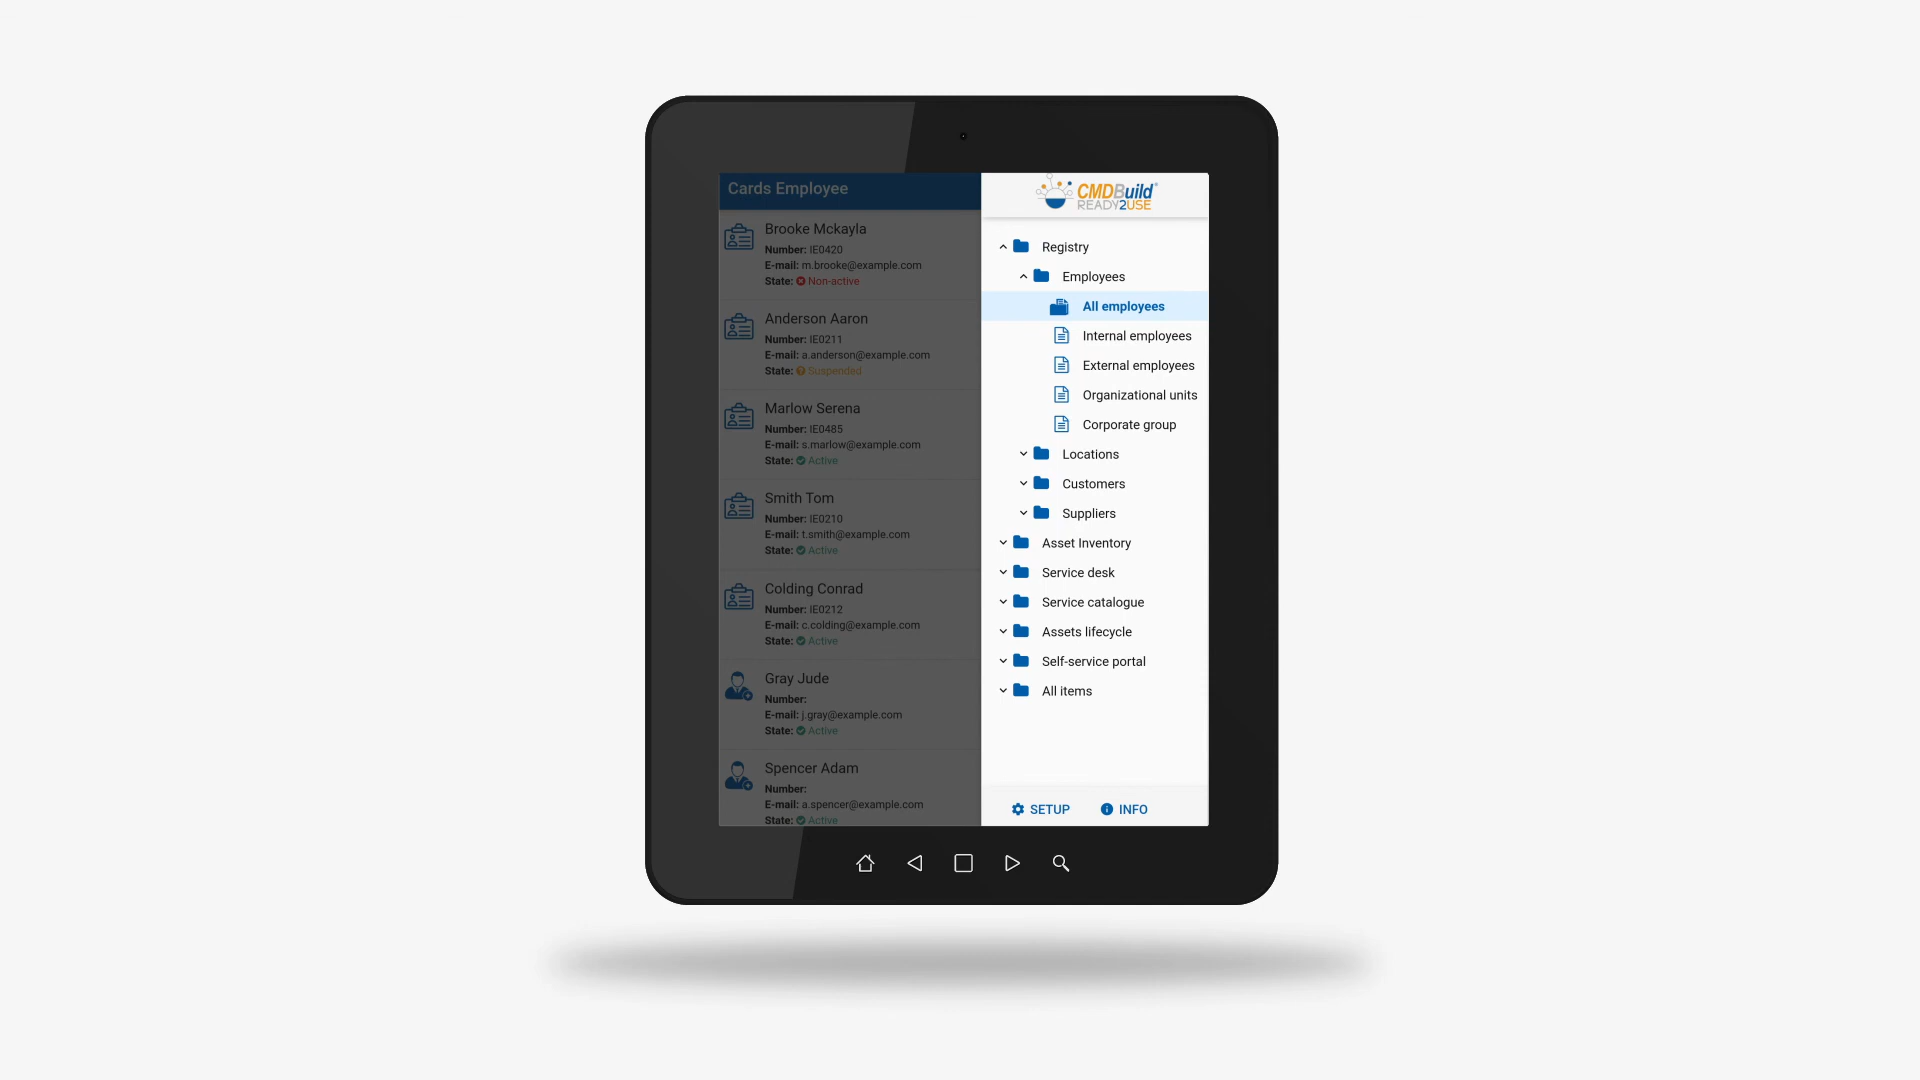 Cards Employee
Brooke Mckayla
Number: IE0420
E-mail: m.brooke@example.com
State: Non-active
Anderson Aaron
Number: IE0211
E-mail: a.anderson@example.com
State: Suspended
Marlow Serena
Number: IE0485
E-mail: s.marlow@example.com
State: Active
Smith Tom
Number: IE0210
E-mail: t.smith@example.com
State: Active
Colding Conrad
Number: IE0212
E-mail: c.colding@example.com
State: Active
Gray Jude
Number:
E-mail: j.gray@example.com
State: Active
Spencer Adam
Number:
E-mail: a.spencer@example.com
State: Active
CMDBuild®
READY2USE
Registry
Employees
All employees
Internal employees
External employees
Organizational units
Corporate group
Locations
Customers
Suppliers
Asset Inventory
Service desk
Service catalogue
Assets lifecycle
Self-service portal
All items
SETUP
INFO